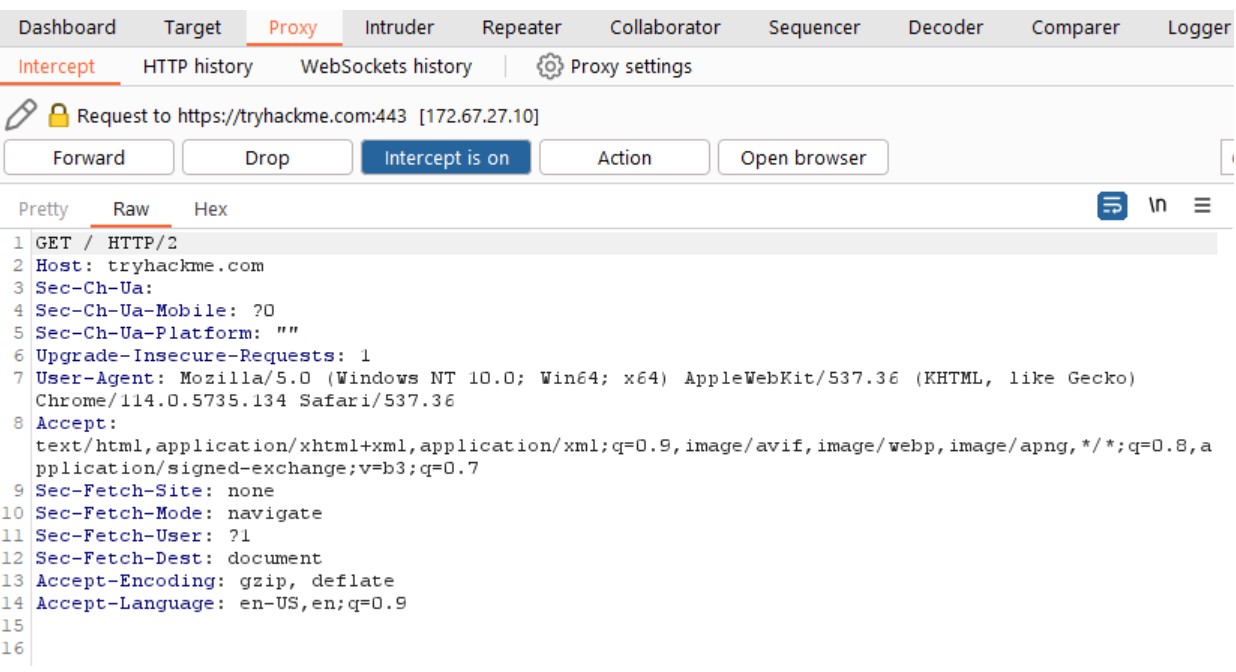 Dashboard Target Proxy Intruder Repeater Collaborator Sequencer Decoder Comparer Logger
Intercept HTTP history WebSockets history Proxy settings
Request to https://tryhackme.com:443 [172.67.27.10]
Forward Drop Intercept is on Action Open browser
Pretty Raw Hex \n
1 GET / HTTP/2
2 Host: tryhackme.com
3 Sec-Ch-Ua:
4 Sec-Ch-Ua-Mobile: ?0
5 Sec-Ch-Ua-Platform: ""
6 Upgrade-Insecure-Requests: 1
7 User-Agent: Mozilla/5.0 (Windows NT 10.0; Win64; x64) AppleWebKit/537.36 (KHTML, like Gecko)
Chrome/114.0.5735.134 Safari/537.36
8 Accept:
text/html,application/xhtml+xml,application/xml;q=0.9,image/avif,image/webp,image/apng,*/*;q=0.8,a
pplication/signed-exchange;v=b3;q=0.7
9 Sec-Fetch-Site: none
10 Sec-Fetch-Mode: navigate
11 Sec-Fetch-User: ?1
12 Sec-Fetch-Dest: document
13 Accept-Encoding: gzip, deflate
14 Accept-Language: en-US,en;q=0.9
15
16